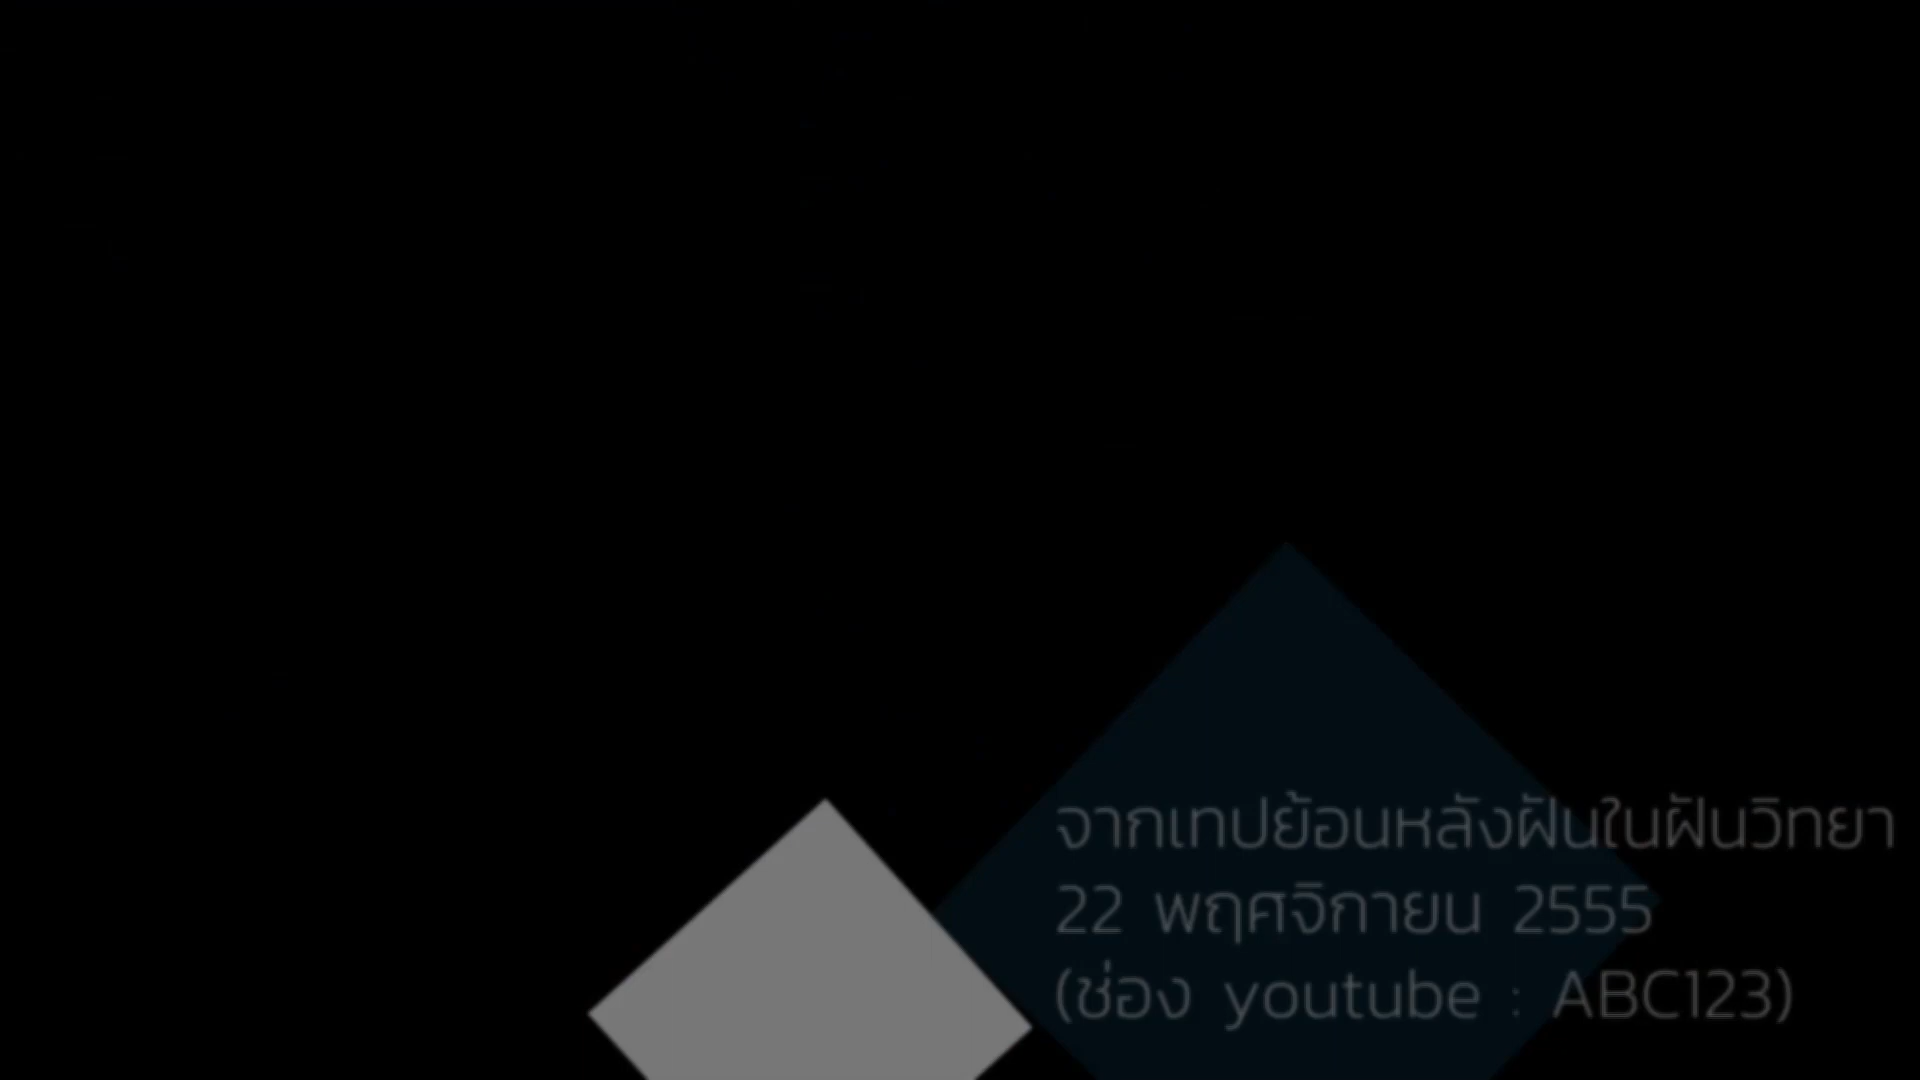 จากเทปย้อนหลังฝันในฝันวิทยา
22 พฤศจิกายน 2555
(ช่อง youtube : ABC123)